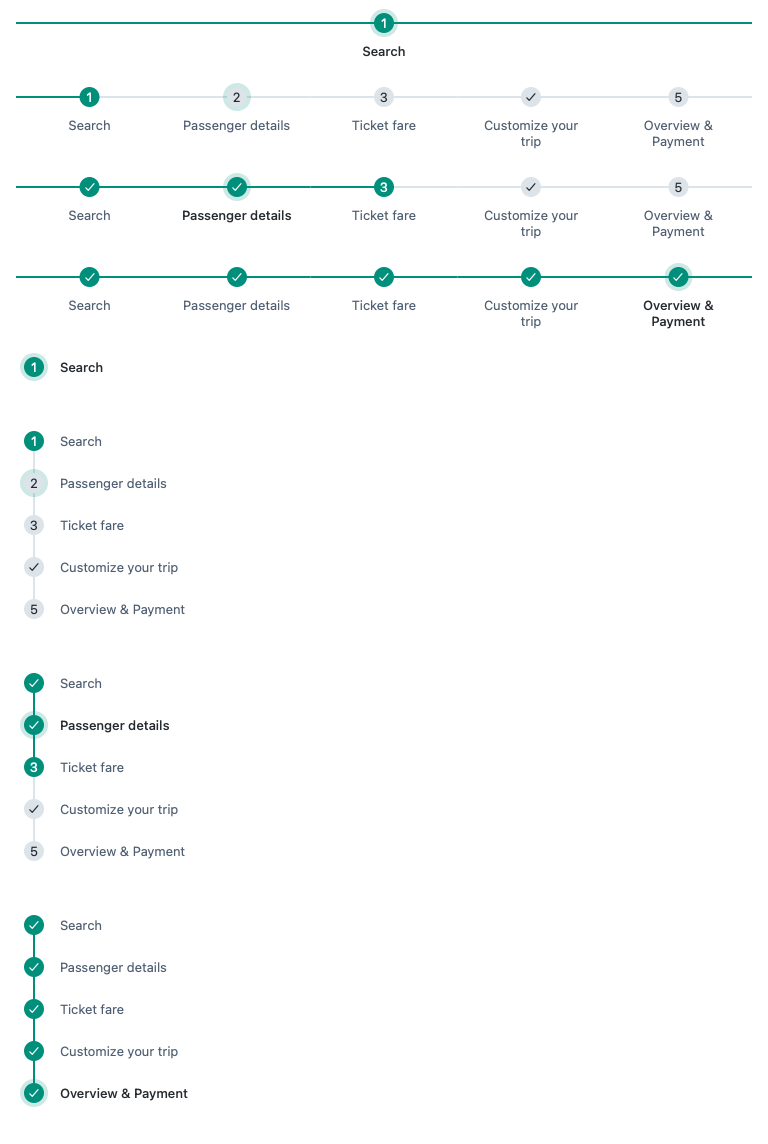 1
Search
1 2 3 5
Search Passenger details Ticket fare Customize your trip Overview & Payment
3 5
Search Passenger details Ticket fare Customize your trip Overview & Payment
Search Passenger details Ticket fare Customize your trip Overview & Payment
1 Search
1 Search
2 Passenger details
3 Ticket fare
Customize your trip
5 Overview & Payment
Search
Passenger details
3 Ticket fare
Customize your trip
5 Overview & Payment
Search
Passenger details
Ticket fare
Customize your trip
Overview & Payment